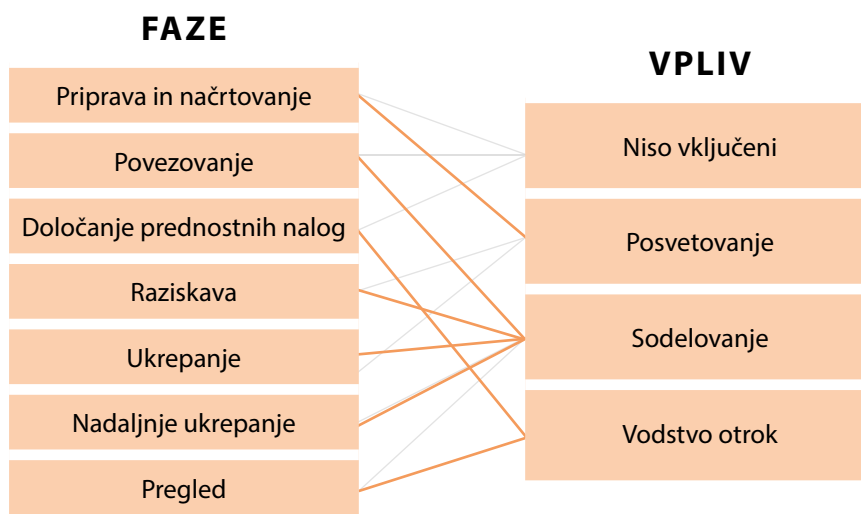 FAZE
Priprava in načrtovanje
Povezovanje
Določanje prednostnih nalog
Raziskava
Ukrepanje
Nadaljnje ukrepanje
Pregled
VPLIV
Niso vključeni
Posvetovanje
Sodelovanje
Vodstvo otrok